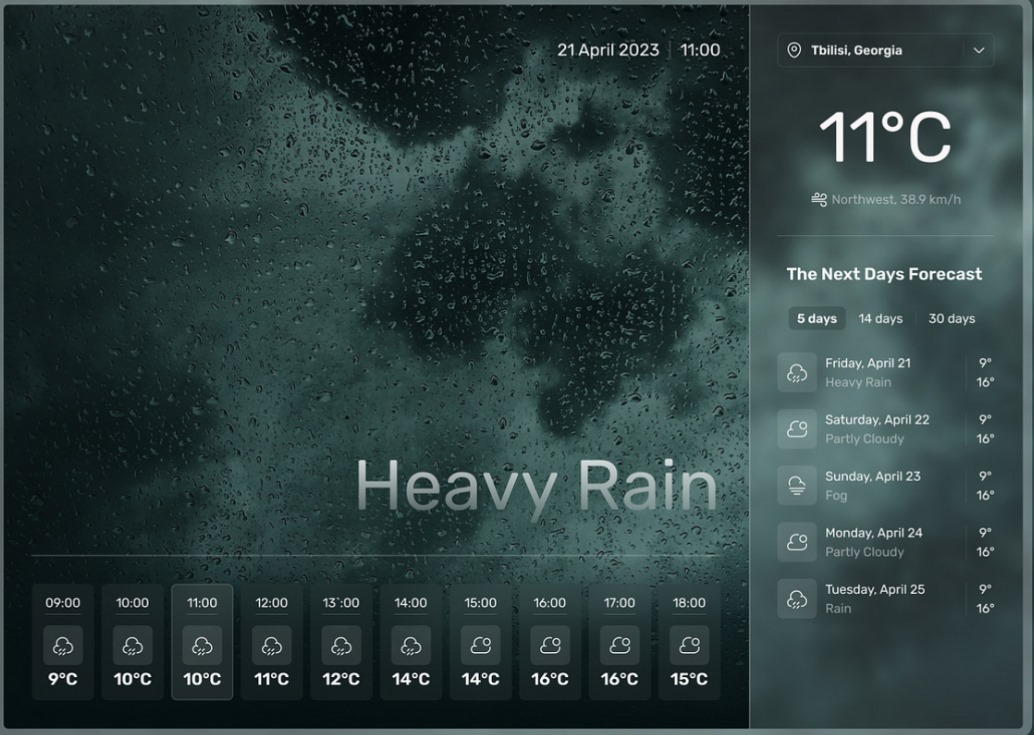 21 April 2023 11:00
Heavy Rain
09:00 10:00 11:00 12:00 13`:00 14:00 15:00 16:00 17:00 18:00
9°C 10°C 10°C 11°C 12°C 14°C 14°C 16°C 16°C 15°C
Tbilisi, Georgia
11°C
Northwest, 38.9 km/h
The Next Days Forecast
5 days 14 days 30 days
Friday, April 21 9°
Heavy Rain 16°
Saturday, April 22 9°
Partly Cloudy 16°
Sunday, April 23 9°
Fog 16°
Monday, April 24 9°
Partly Cloudy 16°
Tuesday, April 25 9°
Rain 16°